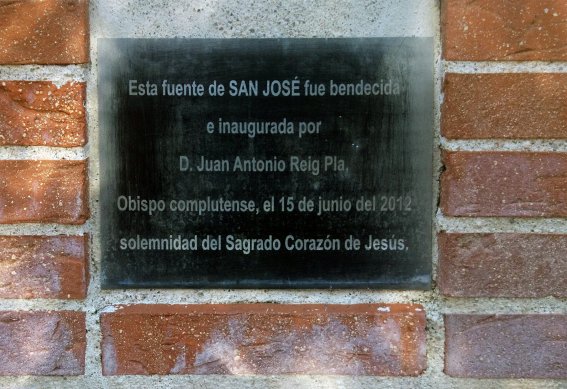 Esta fuente de SAN JOSÉ fue bendecida
e inaugurada por
D. Juan Antonio Reig Pla,
Obispo complutense, el 15 de junio del 2012
solemnidad del Sagrado Corazón de Jesús.